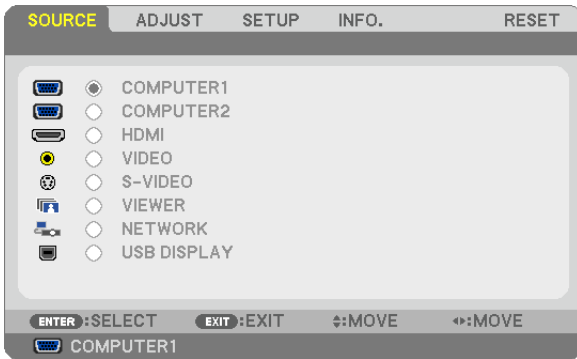 SOURCE ADJUST SETUP INFO. RESET
COMPUTER1
COMPUTER2
HDMI
VIDEO
S-VIDEO
VIEWER
NETWORK
USB DISPLAY
ENTER :SELECT EXIT :EXIT :MOVE :MOVE
COMPUTER1